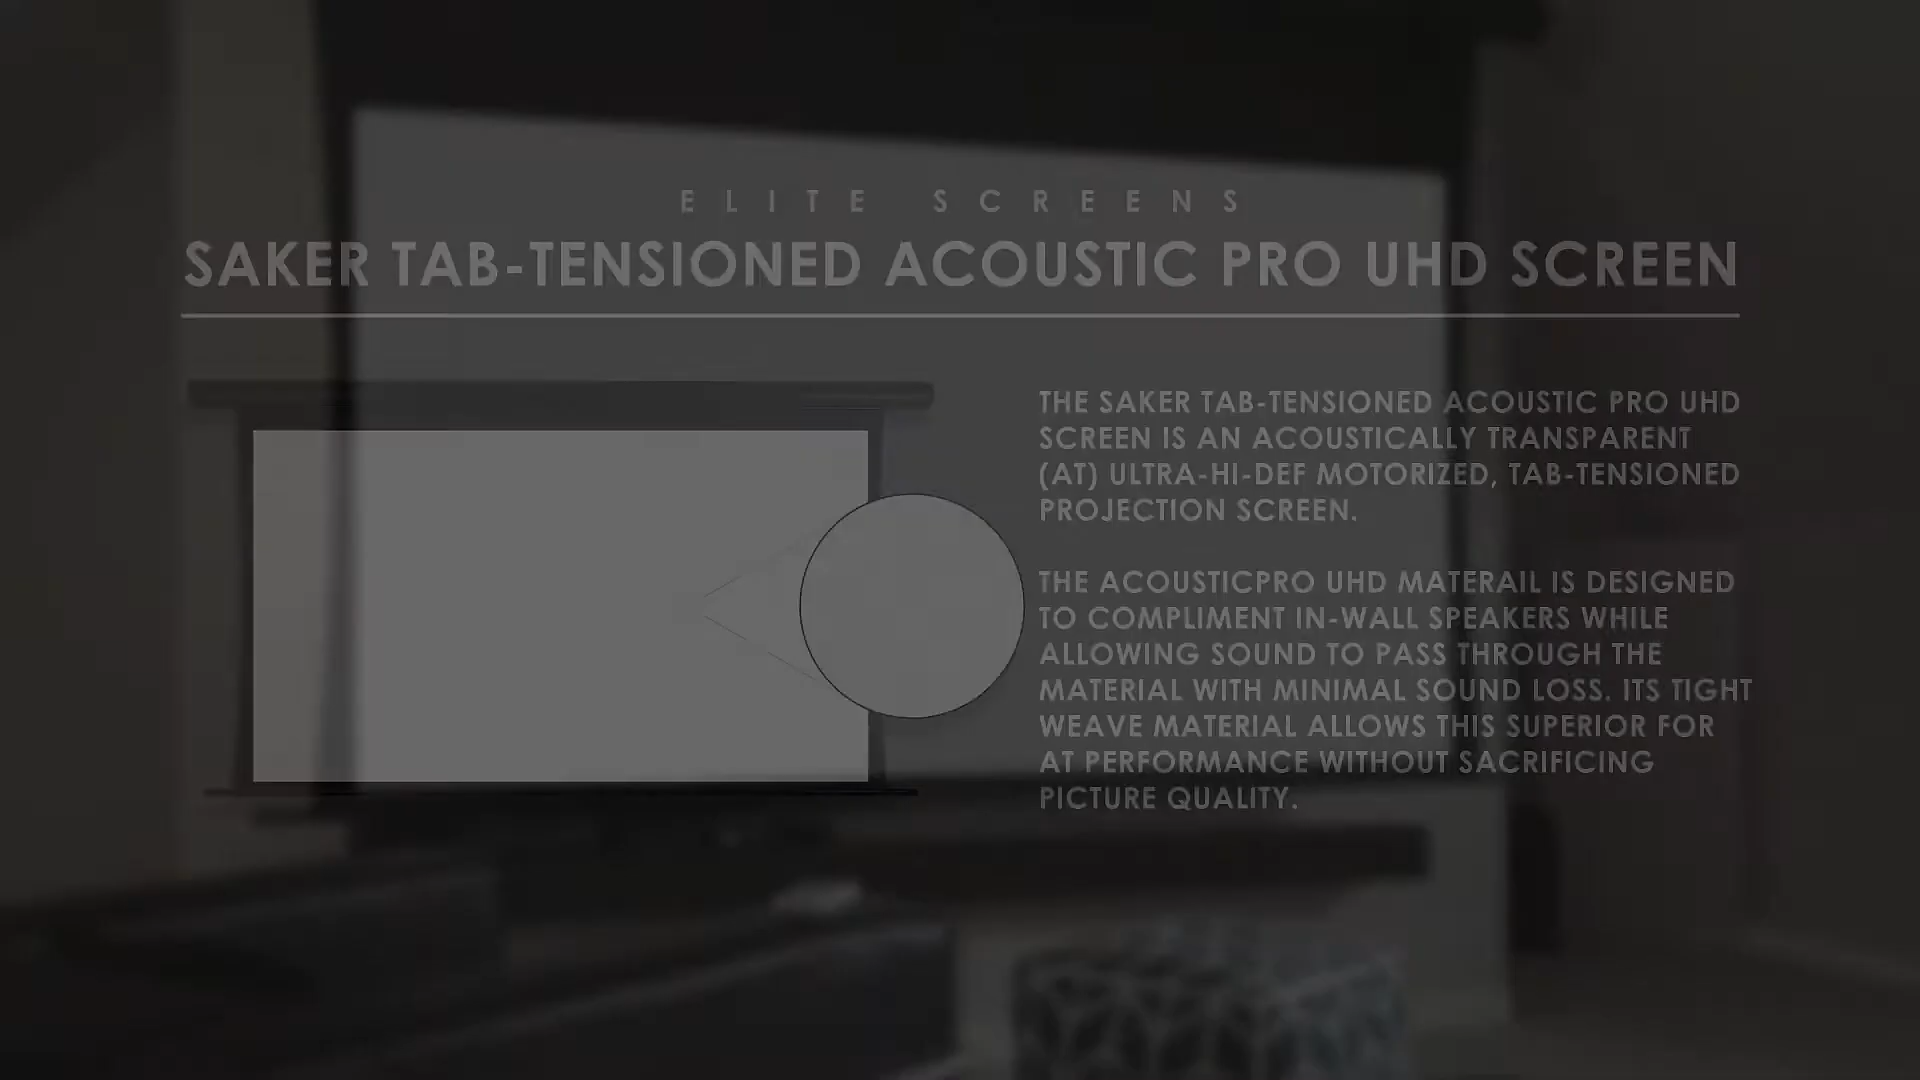 ELITE SCREENS
SAKER TAB-TENSIONED ACOUSTIC PRO UHD SCREEN
THE SAKER TAB-TENSIONED ACOUSTIC PRO UHD
SCREEN IS AN ACOUSTICALLY TRANSPARENT
(AT) ULTRA-HI-DEF MOTORIZED, TAB-TENSIONED
PROJECTION SCREEN.
THE ACOUSTICPRO UHD MATERAIL IS DESIGNED
TO COMPLIMENT IN-WALL SPEAKERS WHILE
ALLOWING SOUND TO PASS THROUGH THE
MATERIAL WITH MINIMAL SOUND LOSS. ITS TIGHT
WEAVE MATERIAL ALLOWS THIS SUPERIOR FOR
AT PERFORMANCE WITHOUT SACRIFICING
PICTURE QUALITY.